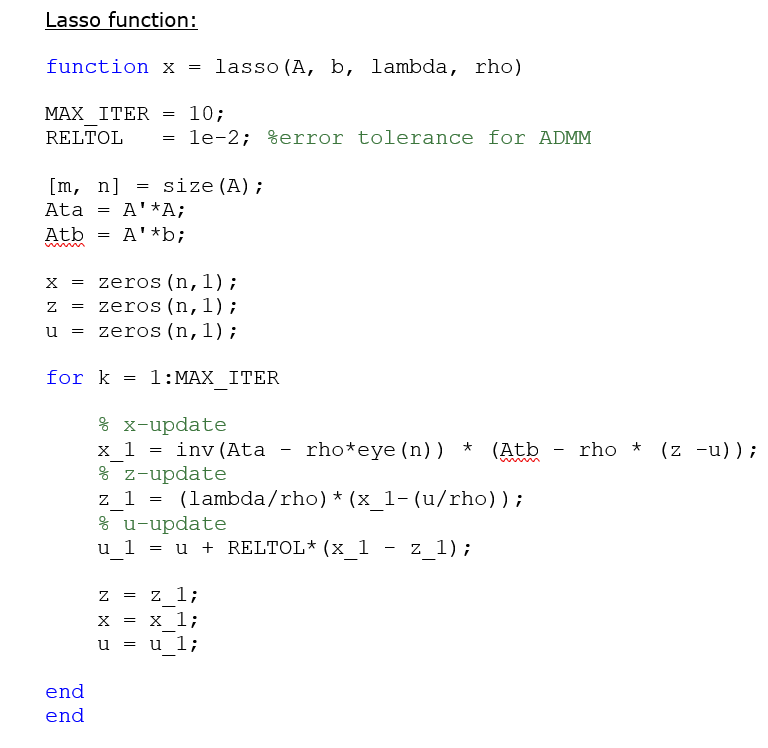 Lasso function:
function x = lasso(A, b, lambda, rho)
MAX_ITER = 10;
RELTOL   = 1e-2; %error tolerance for ADMM
[m, n] = size(A);
Ata = A'*A;
Atb = A'*b;
x = zeros(n,1);
z = zeros(n,1);
u = zeros(n,1);
for k = 1:MAX_ITER
    % x-update
    x_1 = inv(Ata - rho*eye(n)) * (Atb - rho * (z -u));
    % z-update
    z_1 = (lambda/rho)*(x_1-(u/rho));
    % u-update
    u_1 = u + RELTOL*(x_1 - z_1);
    z = z_1;
    x = x_1;
    u = u_1;
end
end